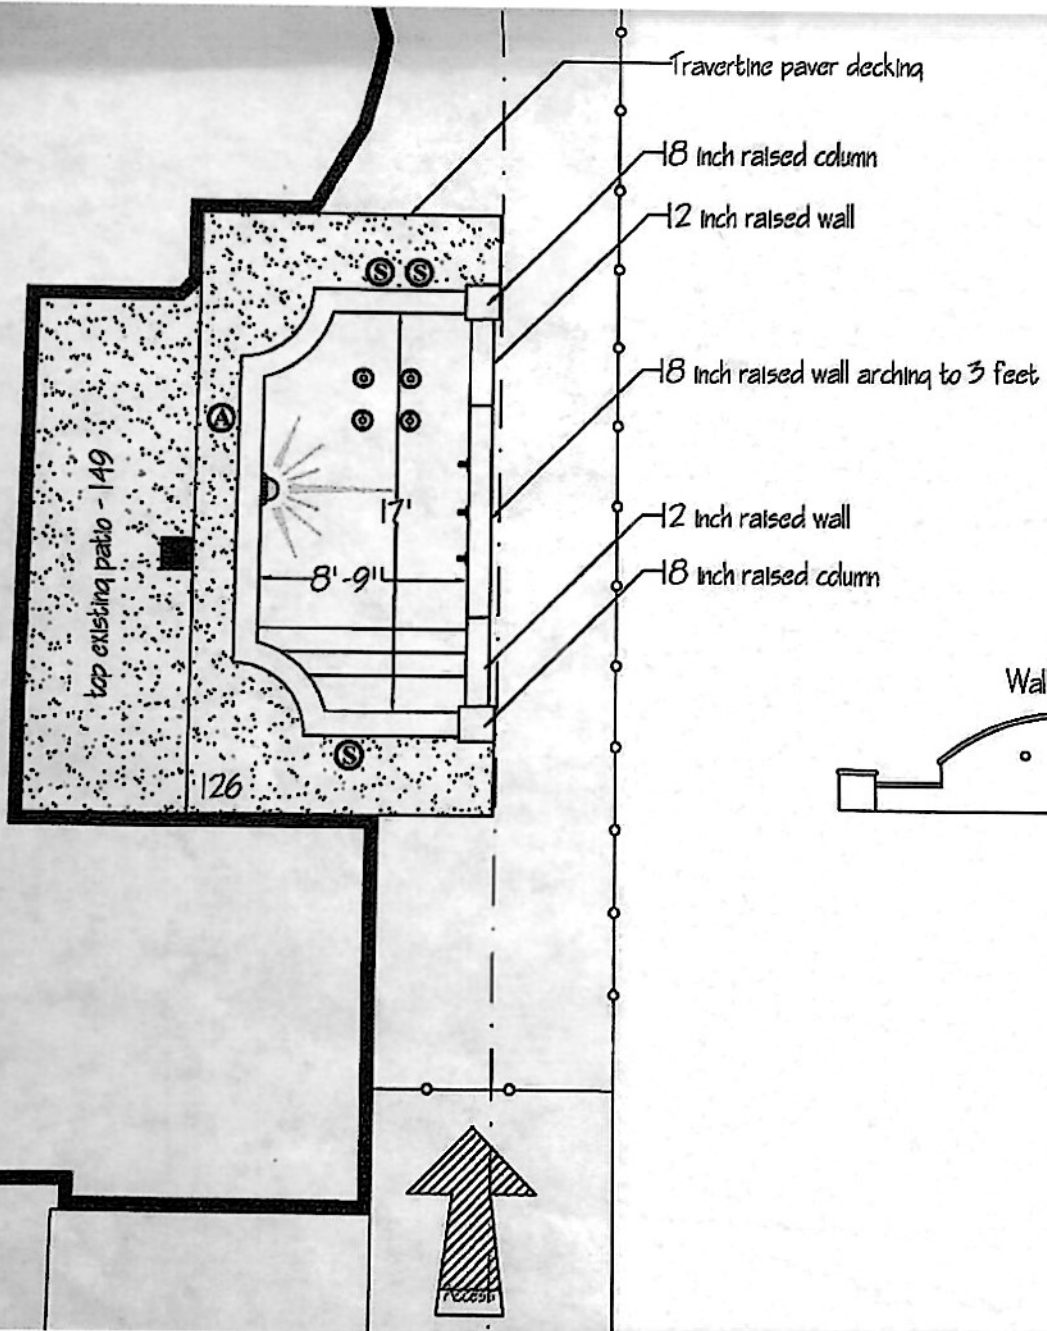 Travertine paver decking
18 inch raised column
12 inch raised wall
18 inch raised wall arching to 3 feet
12 inch raised wall
18 inch raised column
S S
A
top existing patio - 149
17'
8'-9"
S
126
Wal
Access